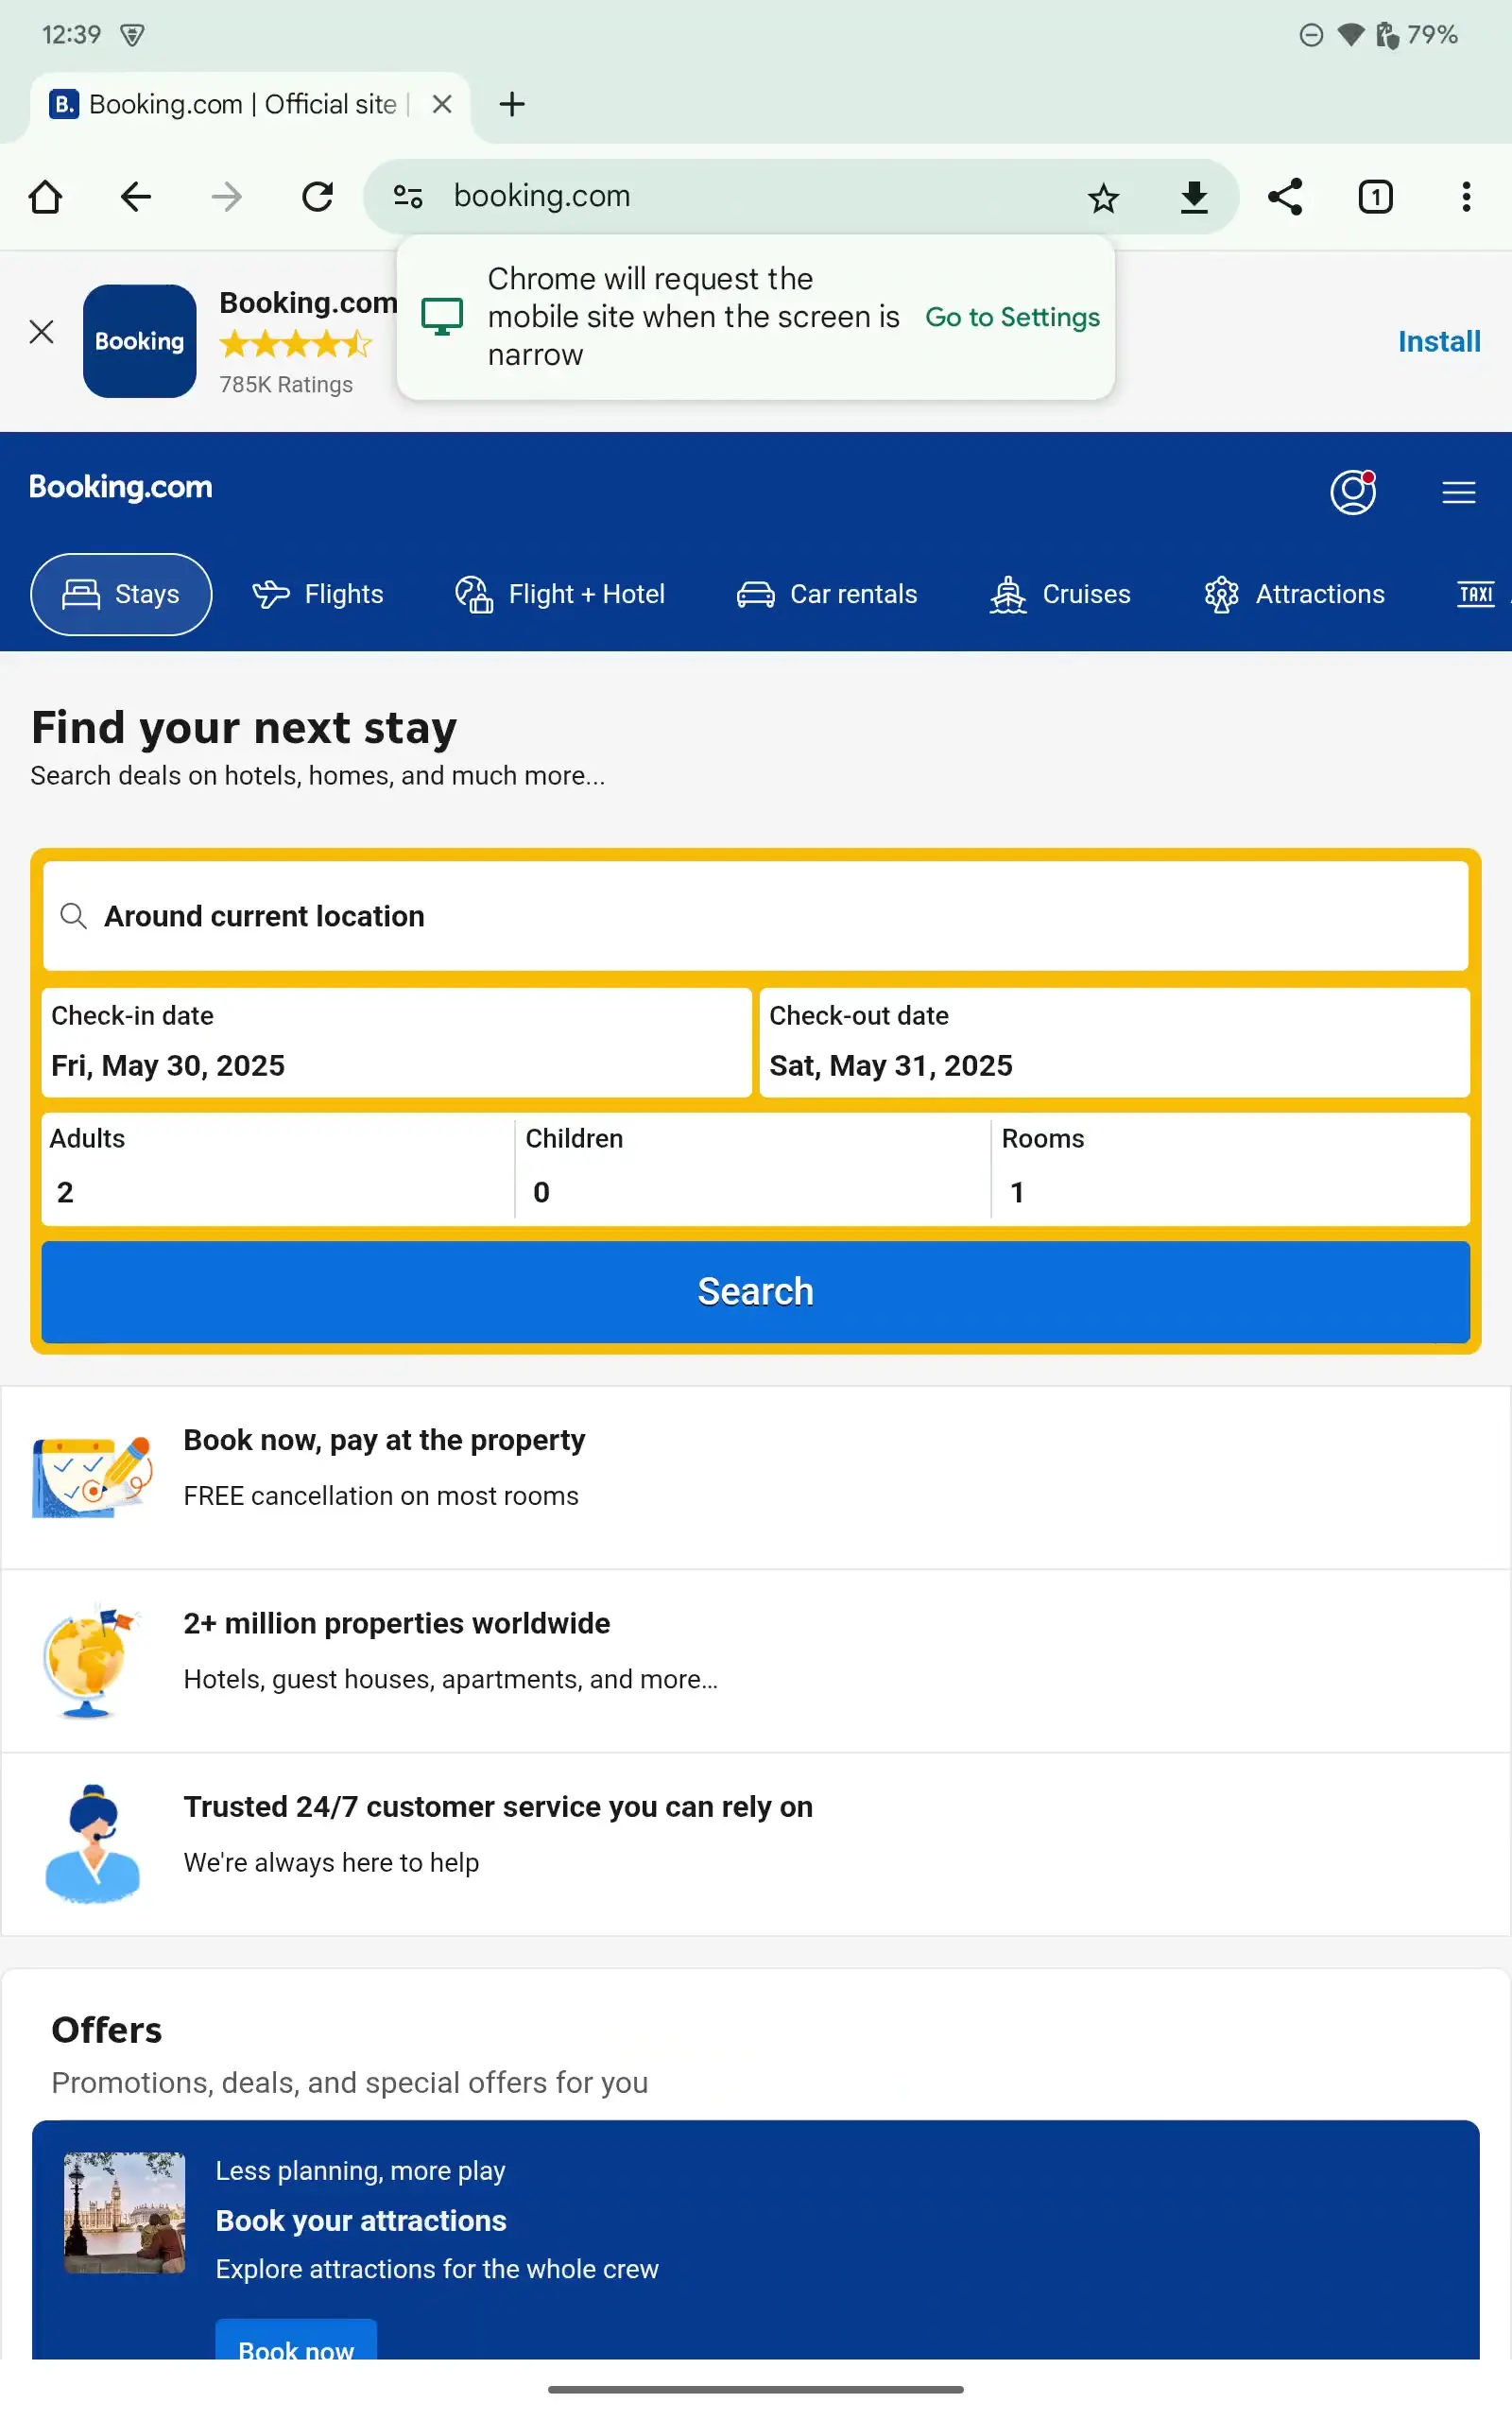 12:39
79%
Booking.com | Official site |
booking.com
1
Chrome will request the
mobile site when the screen is
narrow
Go to Settings
Booking
Booking.com
785K Ratings
Install
Booking.com
Stays
Flights
Flight + Hotel
Car rentals
Cruises
Attractions
TAXI
Find your next stay
Search deals on hotels, homes, and much more...
Around current location
Check-in date
Fri, May 30, 2025
Check-out date
Sat, May 31, 2025
Adults
2
Children
0
Rooms
1
Search
Book now, pay at the property
FREE cancellation on most rooms
2+ million properties worldwide
Hotels, guest houses, apartments, and more…
Trusted 24/7 customer service you can rely on
We're always here to help
Offers
Promotions, deals, and special offers for you
Less planning, more play
Book your attractions
Explore attractions for the whole crew
Book now